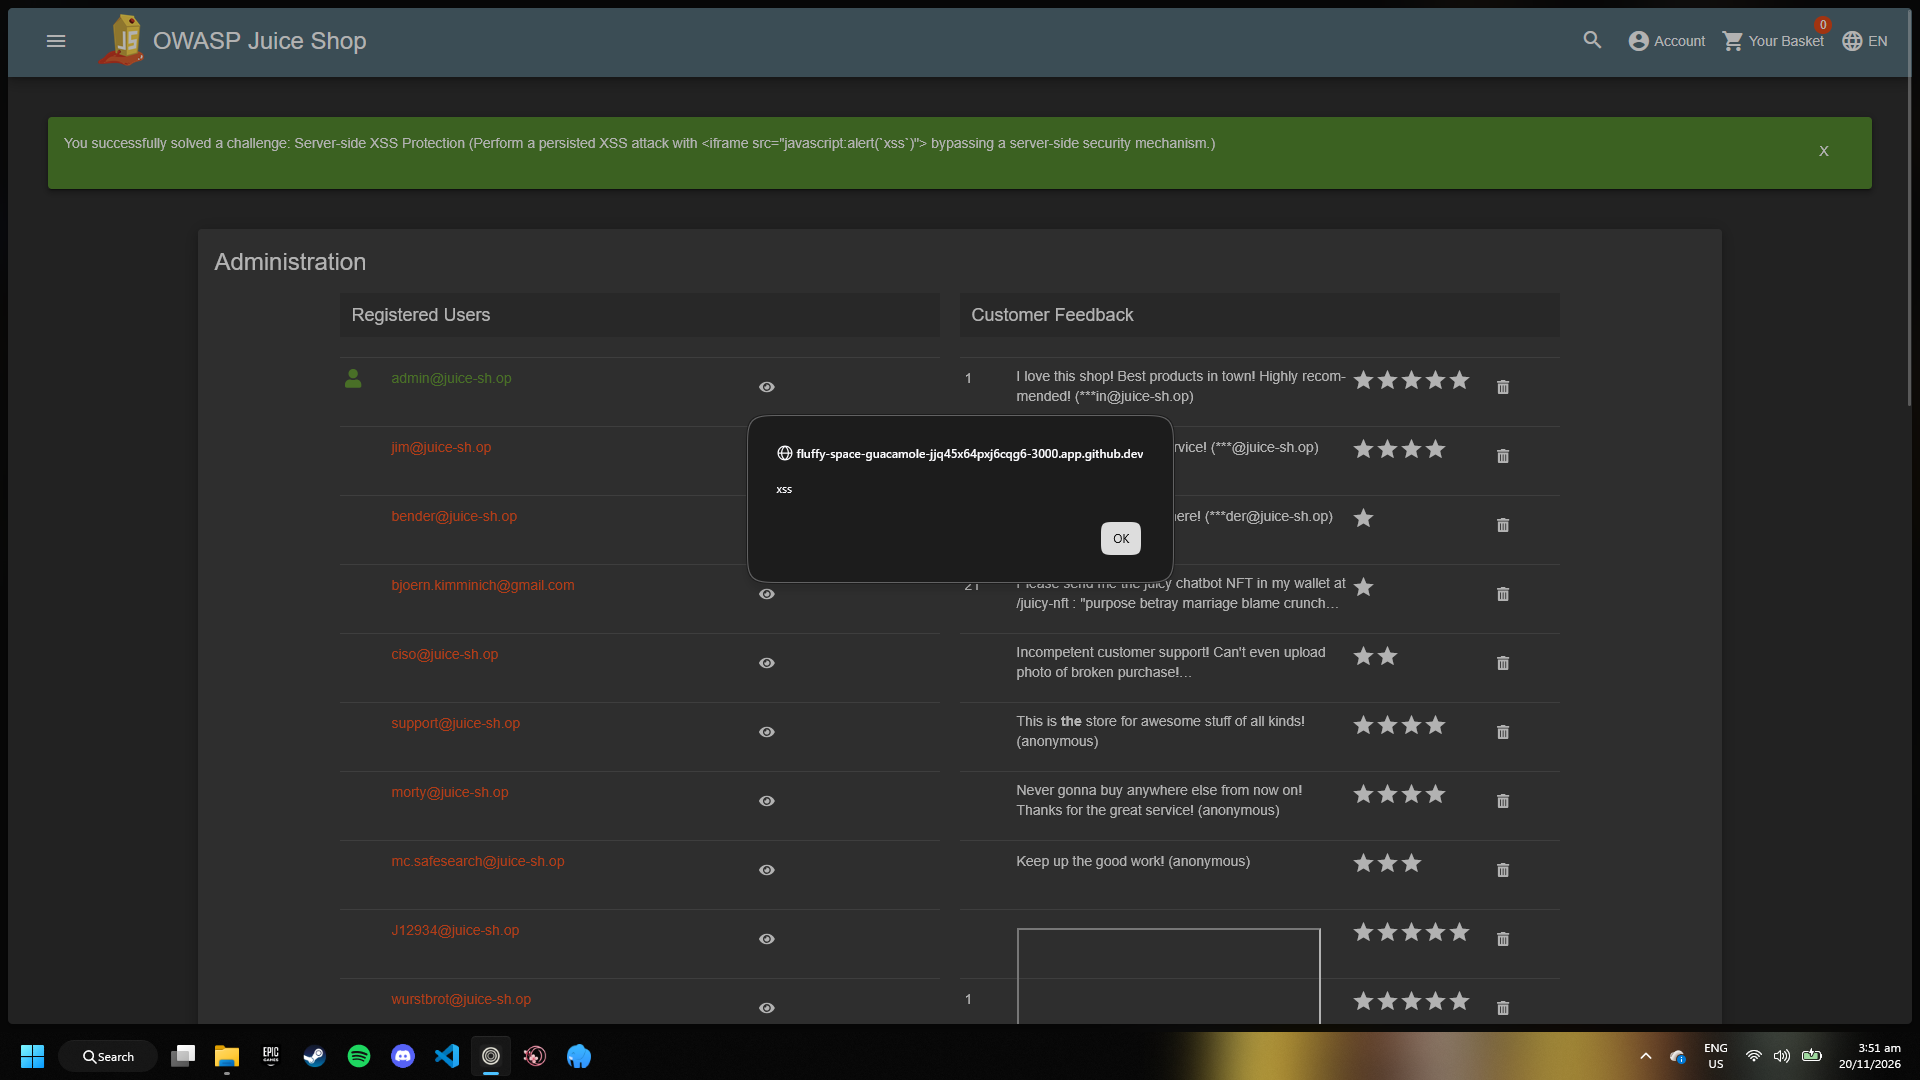 OWASP Juice Shop
Account
Your Basket
0
EN
You successfully solved a challenge: Server-side XSS Protection (Perform a persisted XSS attack with <iframe src="javascript:alert(`xss`)"> bypassing a server-side security mechanism.)
X
Administration
Registered Users
admin@juice-sh.op
jim@juice-sh.op
bender@juice-sh.op
bjoern.kimminich@gmail.com
ciso@juice-sh.op
support@juice-sh.op
morty@juice-sh.op
mc.safesearch@juice-sh.op
J12934@juice-sh.op
wurstbrot@juice-sh.op
Customer Feedback
1
I love this shop! Best products in town! Highly recom-
mended! (***in@juice-sh.op)
(***@juice-sh.op)
(***der@juice-sh.op)
21
Please send me the juicy chatbot NFT in my wallet at
/juicy-nft : "purpose betray marriage blame crunch…
Incompetent customer support! Can't even upload
photo of broken purchase!…
This is the store for awesome stuff of all kinds!
(anonymous)
Never gonna buy anywhere else from now on!
Thanks for the great service! (anonymous)
Keep up the good work! (anonymous)
1
fluffy-space-guacamole-jjq45x64pxj6cqg6-3000.app.github.dev
xss
OK
Search
EPIC
GAMES
ENG
US
3:51 am
20/11/2026